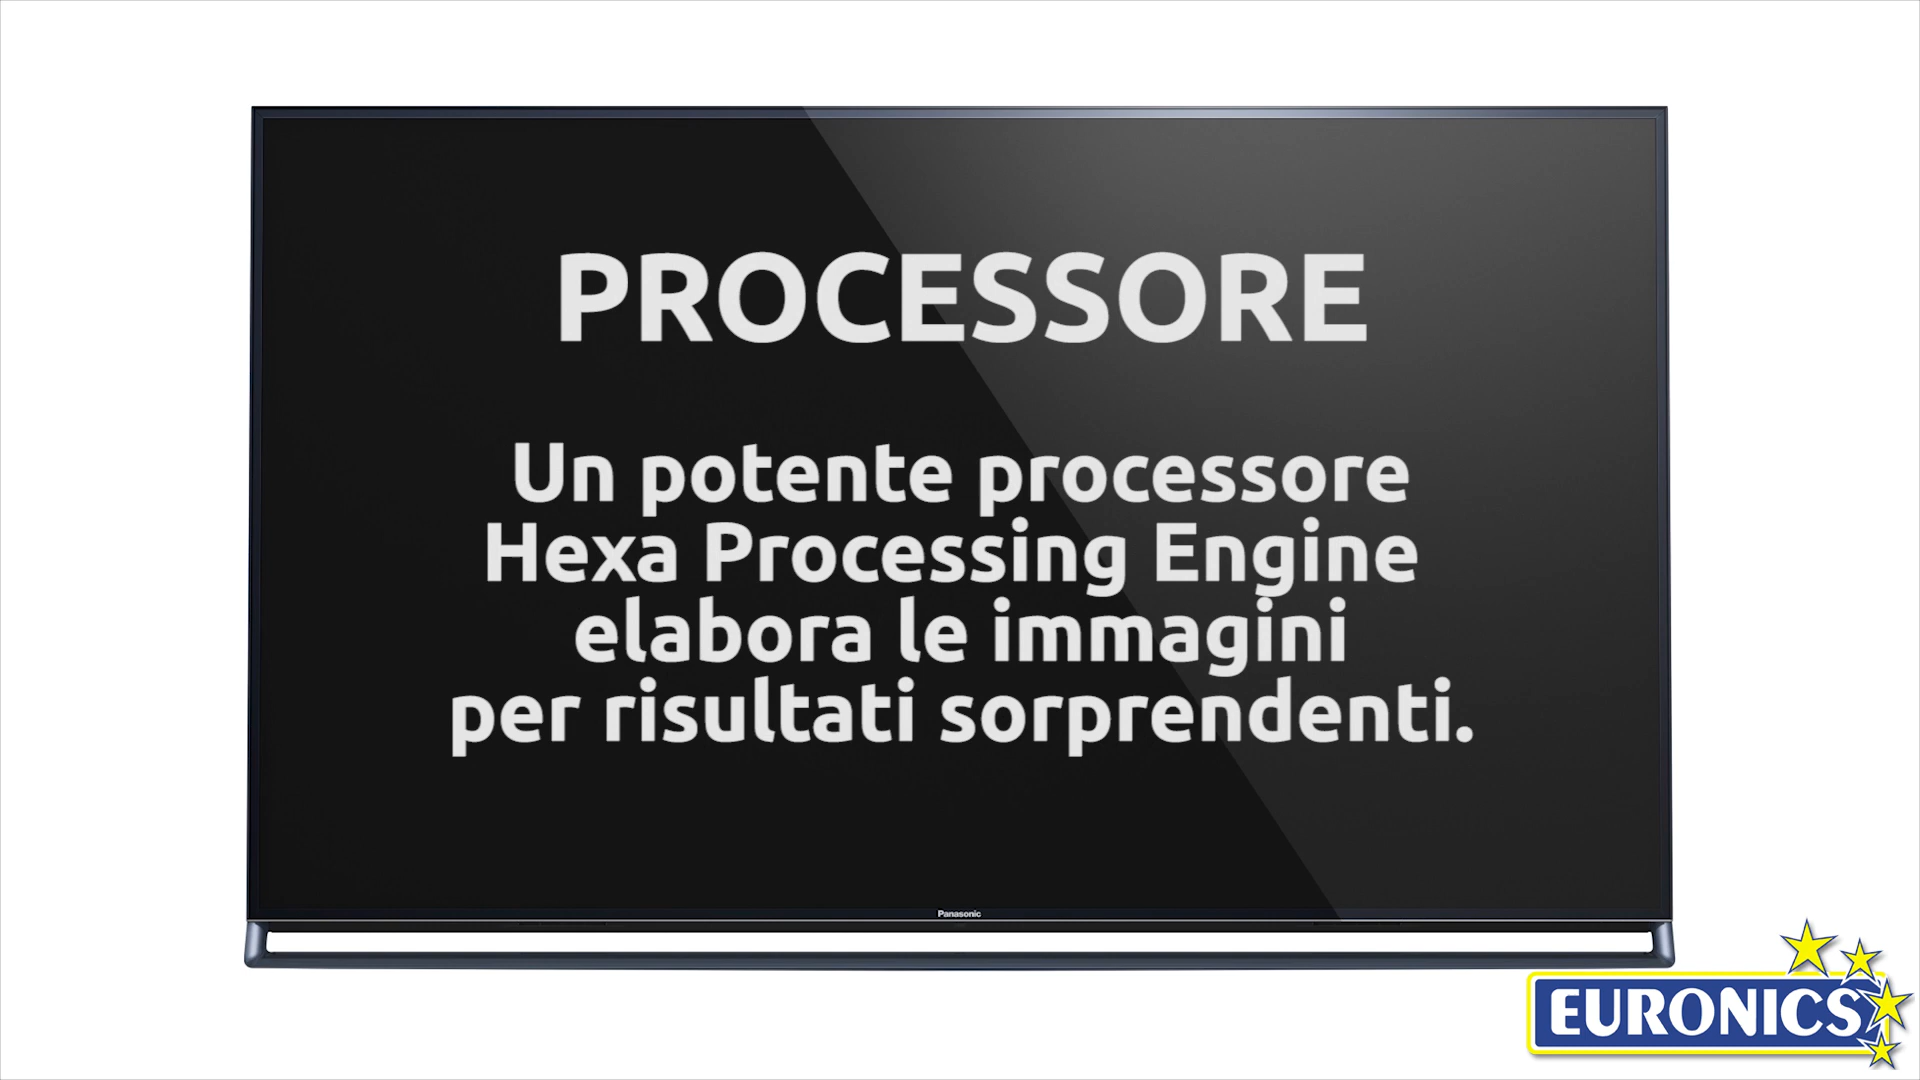 PROCESSORE
Un potente processore
Hexa Processing Engine
elabora le immagini
per risultati sorprendenti.
Panasonic
EURONICS